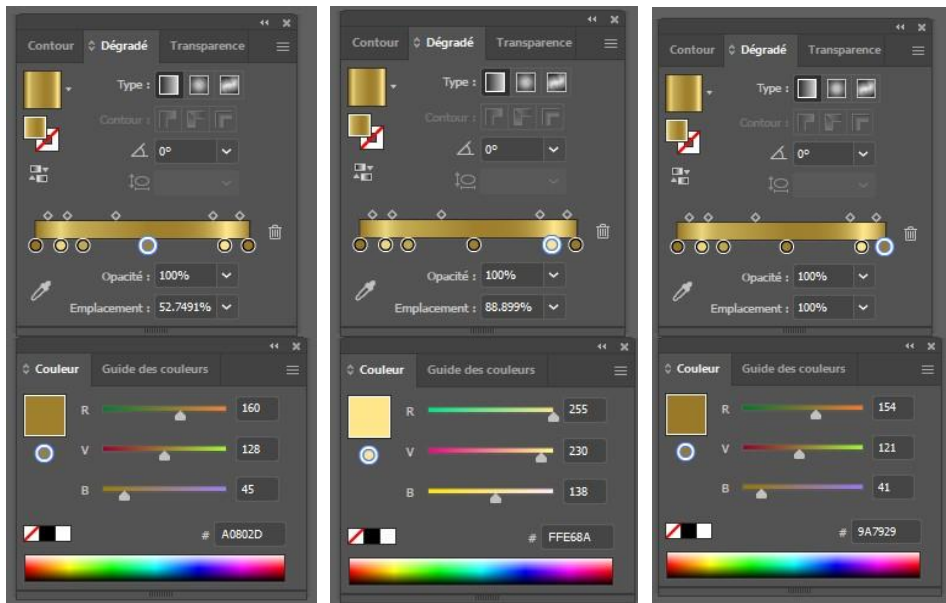 Contour Dégradé Transparence
Type :
Contour :
0°
Opacité : 100%
Emplacement : 52.7491%
Couleur Guide des couleurs
R 160
V 128
B 45
# A0802D
Contour Dégradé Transparence
Type :
Contour :
0°
Opacité : 100%
Emplacement : 88.899%
Couleur Guide des couleurs
R 255
V 230
B 138
# FFE68A
Contour Dégradé Transparence
Type :
Contour :
0°
Opacité : 100%
Emplacement : 100%
Couleur Guide des couleurs
R 154
V 121
B 41
# 9A7929